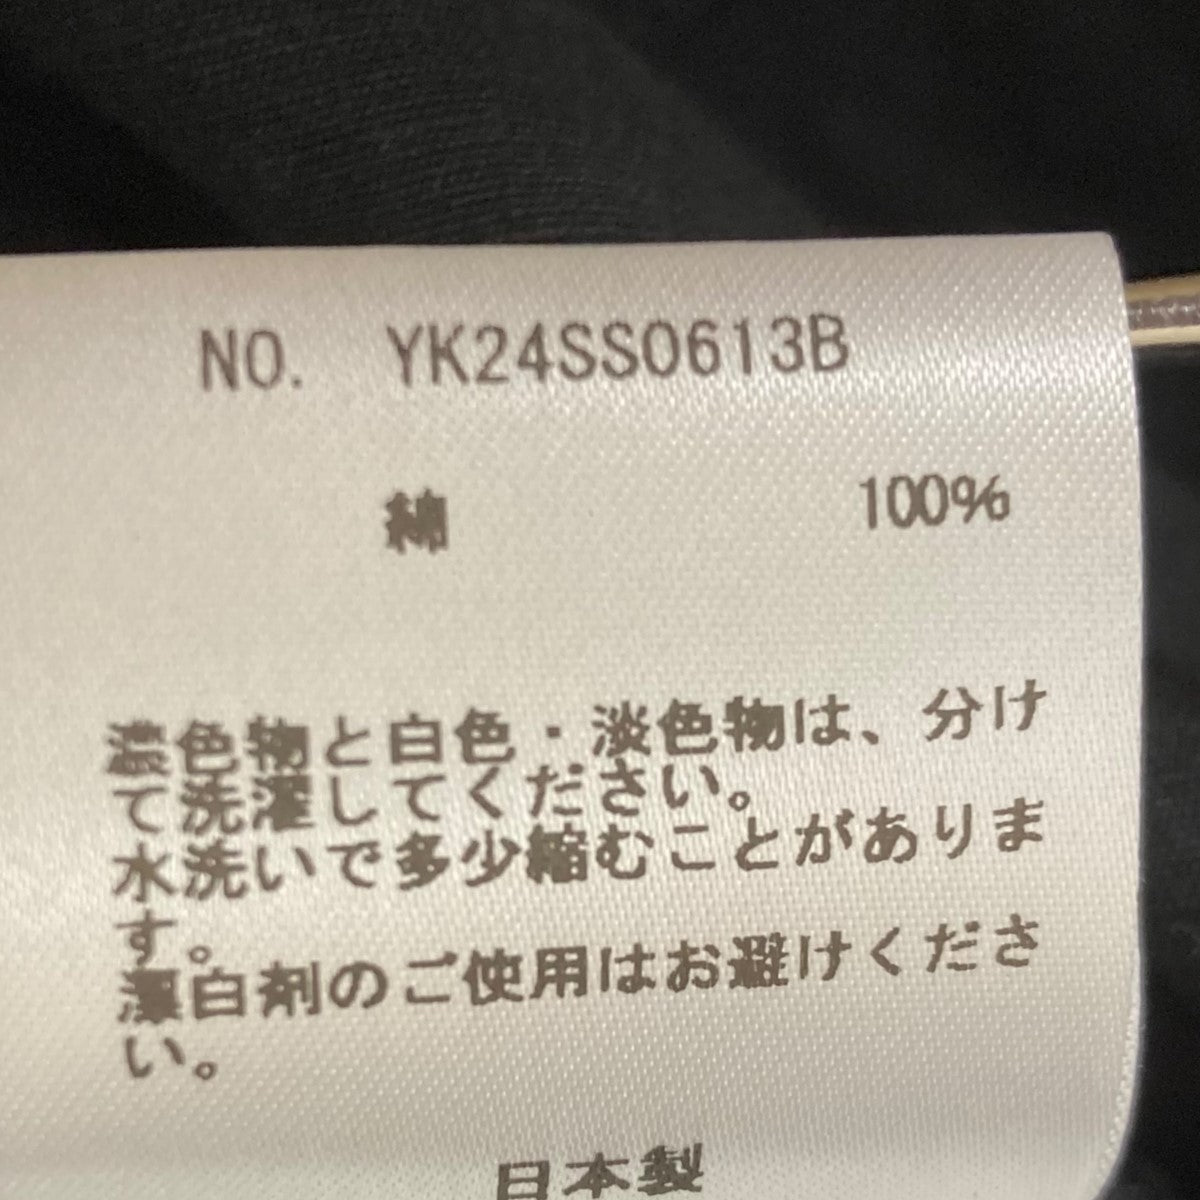 NO. YK24SS0613B
綿 100%
濃色物と白色・淡色物は、分け
て洗濯してください。
水洗いで多少縮むことがありま
す。
漂白剤のご使用はお避けくださ
い。
日本製